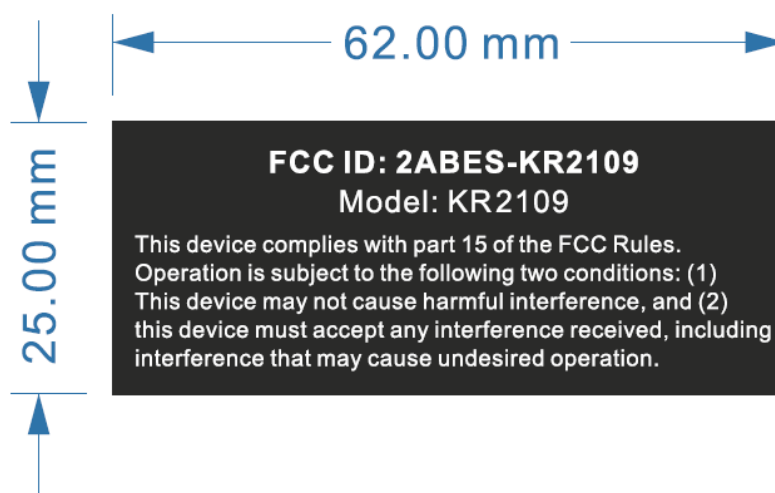 62.00 mm
25.00 mm
FCC ID: 2ABES-KR2109
Model: KR2109
This device complies with part 15 of the FCC Rules.
Operation is subject to the following two conditions: (1)
This device may not cause harmful interference, and (2)
this device must accept any interference received, including
interference that may cause undesired operation.